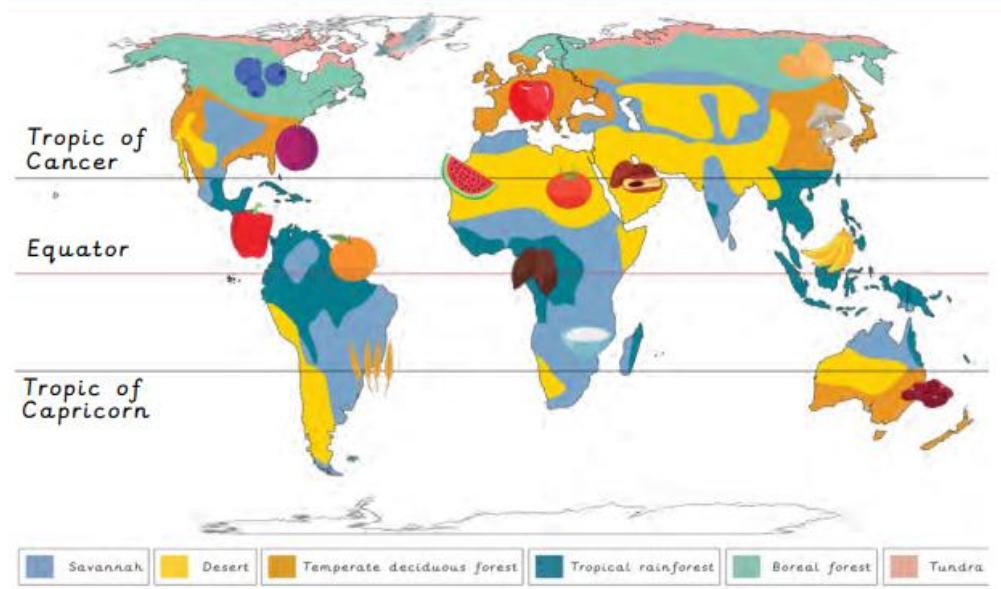 Tropic of
Cancer
Equator
Tropic of
Capricorn
Savannah Desert Temperate deciduous forest Tropical rainforest Boreal forest Tundra